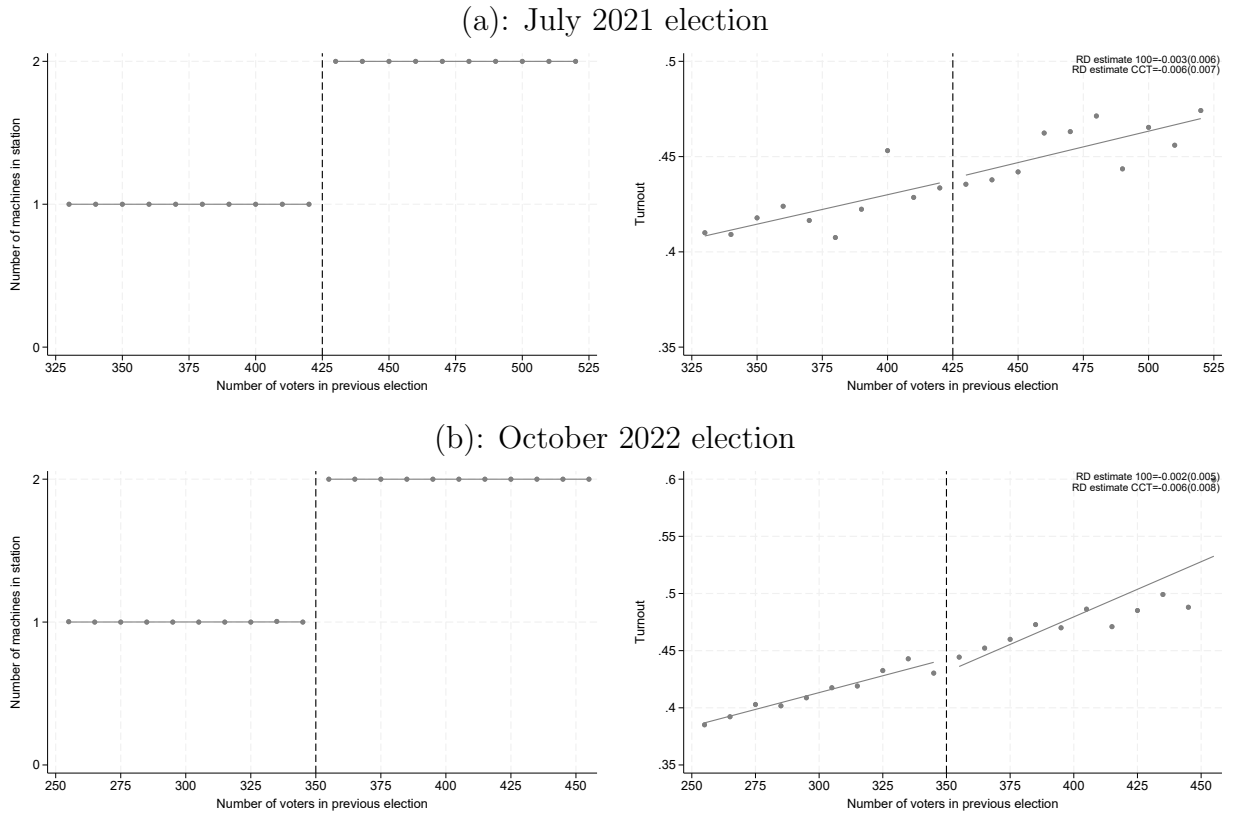 (a): July 2021 election
2
1
0
Number of machines in station
325 350 375 400 425 450 475 500 525
Number of voters in previous election
RD estimate 100=-0.003(0.006)
RD estimate CCT=-0.006(0.007)
.5
.45
.4
.35
Turnout
325 350 375 400 425 450 475 500 525
Number of voters in previous election
(b): October 2022 election
2
1
0
Number of machines in station
250 275 300 325 350 375 400 425 450
Number of voters in previous election
RD estimate 100=-0.002(0.005)
RD estimate CCT=-0.006(0.008)
.6
.55
.5
.45
.4
.35
Turnout
250 275 300 325 350 375 400 425 450
Number of voters in previous election